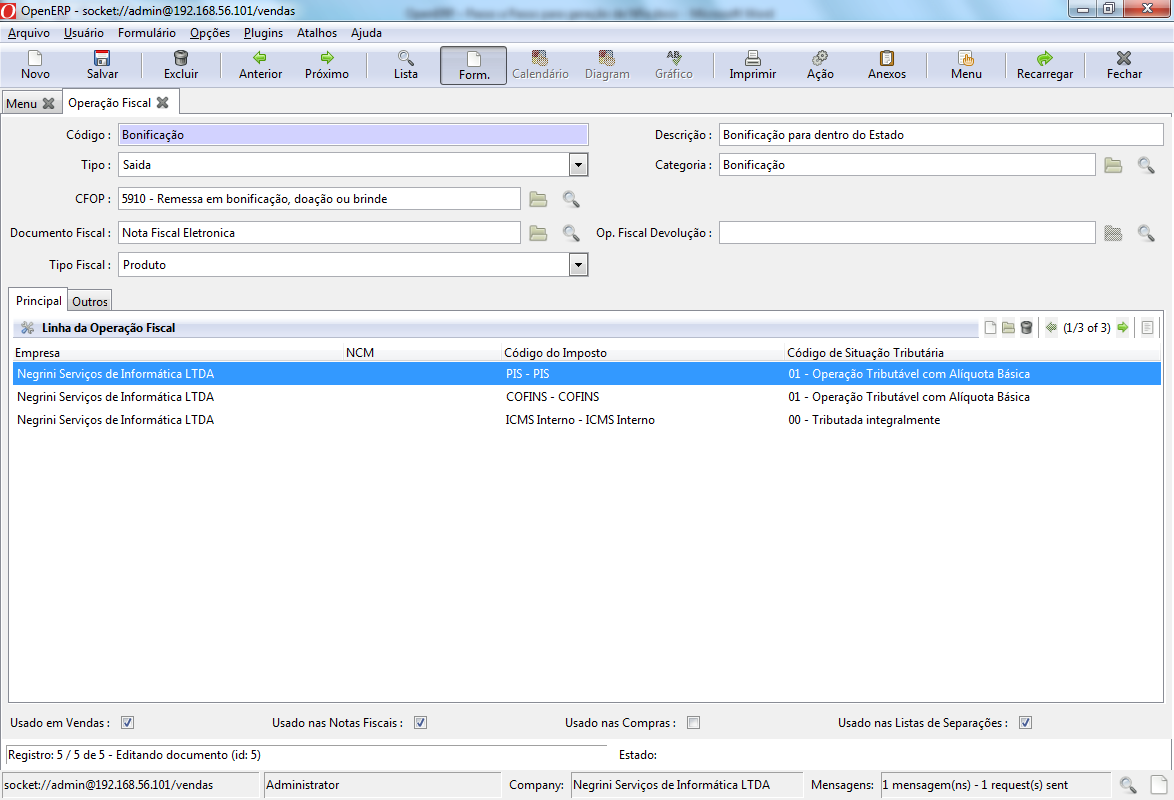 OpenERP - socket://admin@192.168.56.101/vendas
Arquivo Usuário Formulário Opções Plugins Atalhos Ajuda
Novo Salvar Excluir Anterior Próximo Lista Form. Calendário Diagram Gráfico Imprimir Ação Anexos Menu Recarregar Fechar
Menu Operação Fiscal
Código : Bonificação Descrição : Bonificação para dentro do Estado
Tipo : Saida Categoria : Bonificação
CFOP : 5910 - Remessa em bonificação, doação ou brinde
Documento Fiscal : Nota Fiscal Eletronica Op. Fiscal Devolução :
Tipo Fiscal : Produto
Principal Outros
Linha da Operação Fiscal (1/3 of 3)
Empresa NCM Código do Imposto Código de Situação Tributária
Negrini Serviços de Informática LTDA PIS - PIS 01 - Operação Tributável com Alíquota Básica
Negrini Serviços de Informática LTDA COFINS - COFINS 01 - Operação Tributável com Alíquota Básica
Negrini Serviços de Informática LTDA ICMS Interno - ICMS Interno 00 - Tributada integralmente
Usado em Vendas : Usado nas Notas Fiscais : Usado nas Compras : Usado nas Listas de Separações :
Registro: 5 / 5 de 5 - Editando documento (id: 5) Estado:
socket://admin@192.168.56.101/vendas Administrator Company: Negrini Serviços de Informática LTDA Mensagens: 1 mensagem(ns) - 1 request(s) sent